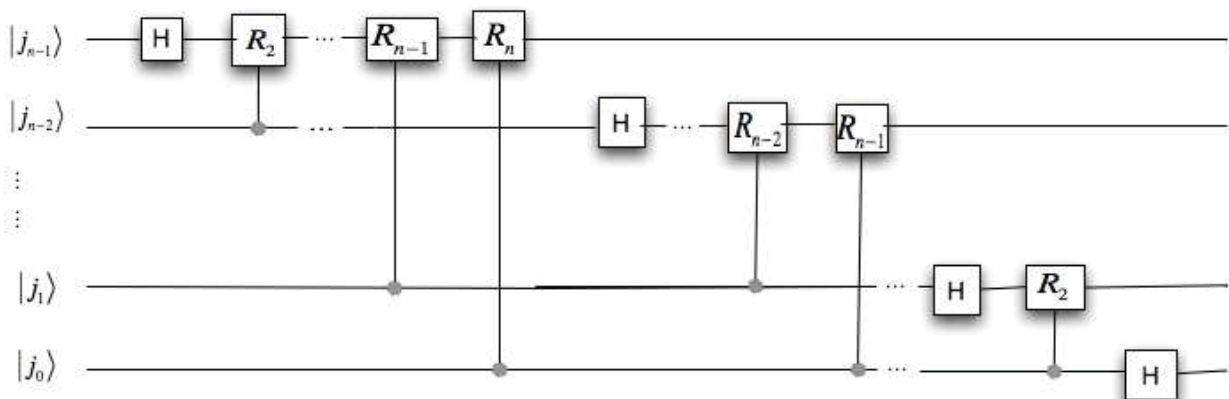 |j_{n-1}⟩ H R_2 ... R_{n-1} R_n
|j_{n-2}⟩ ... H ... R_{n-2} R_{n-1}
⋮
⋮
|j_1⟩ ... H R_2
|j_0⟩ ... H